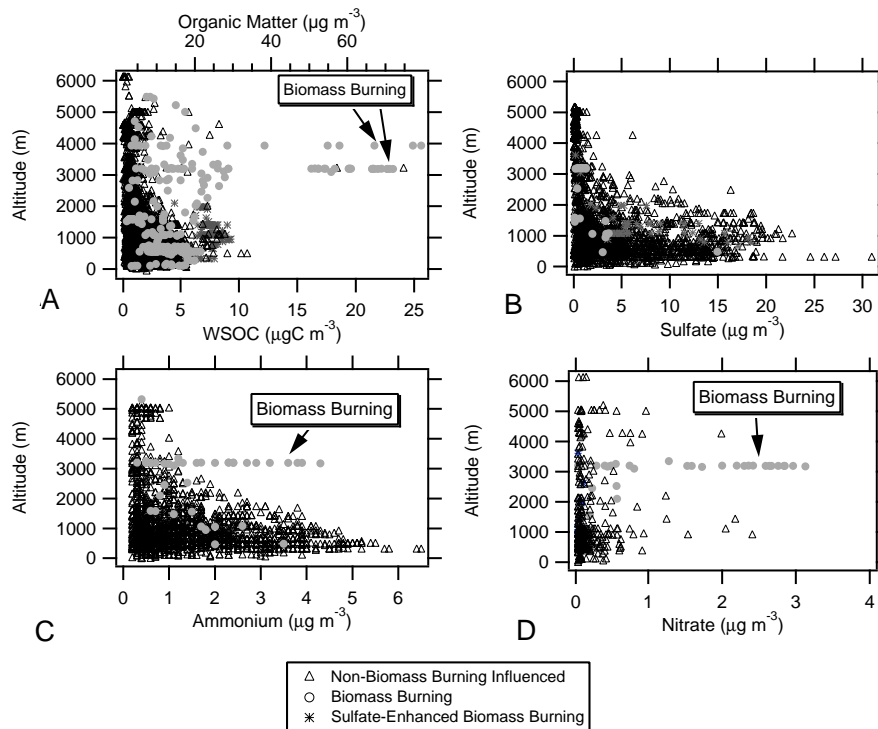 Organic Matter (µg m⁻³)
20 40 60
6000
5000
4000
3000
2000
1000
0
Altitude (m)
Biomass Burning
0 5 10 15 20 25
WSOC (µgC m⁻³)
A
6000
5000
4000
3000
2000
1000
0
Altitude (m)
0 5 10 15 20 25 30
Sulfate (µg m⁻³)
B
6000
5000
4000
3000
2000
1000
0
Altitude (m)
Biomass Burning
0 1 2 3 4 5 6
Ammonium (µg m⁻³)
C
6000
5000
4000
3000
2000
1000
0
Altitude (m)
Biomass Burning
0 1 2 3 4
Nitrate (µg m⁻³)
D
Non-Biomass Burning Influenced
Biomass Burning
Sulfate-Enhanced Biomass Burning